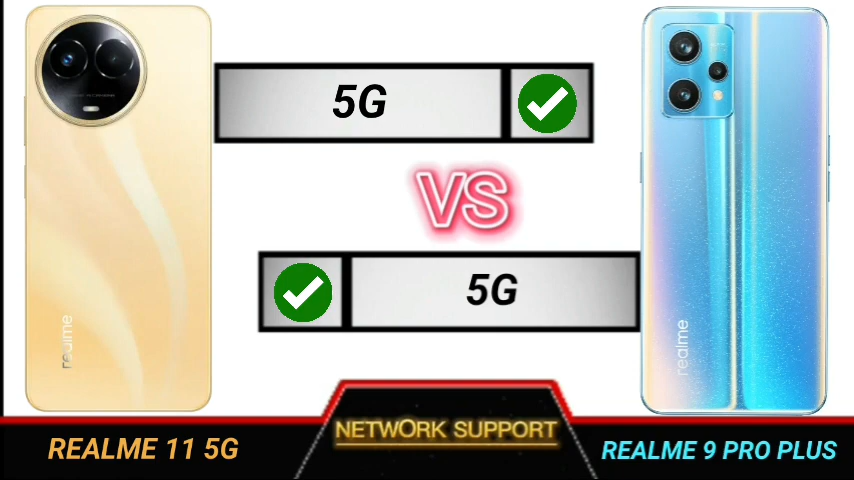 5G
VS
5G
realme
realme
NETWORK SUPPORT
REALME 11 5G
REALME 9 PRO PLUS